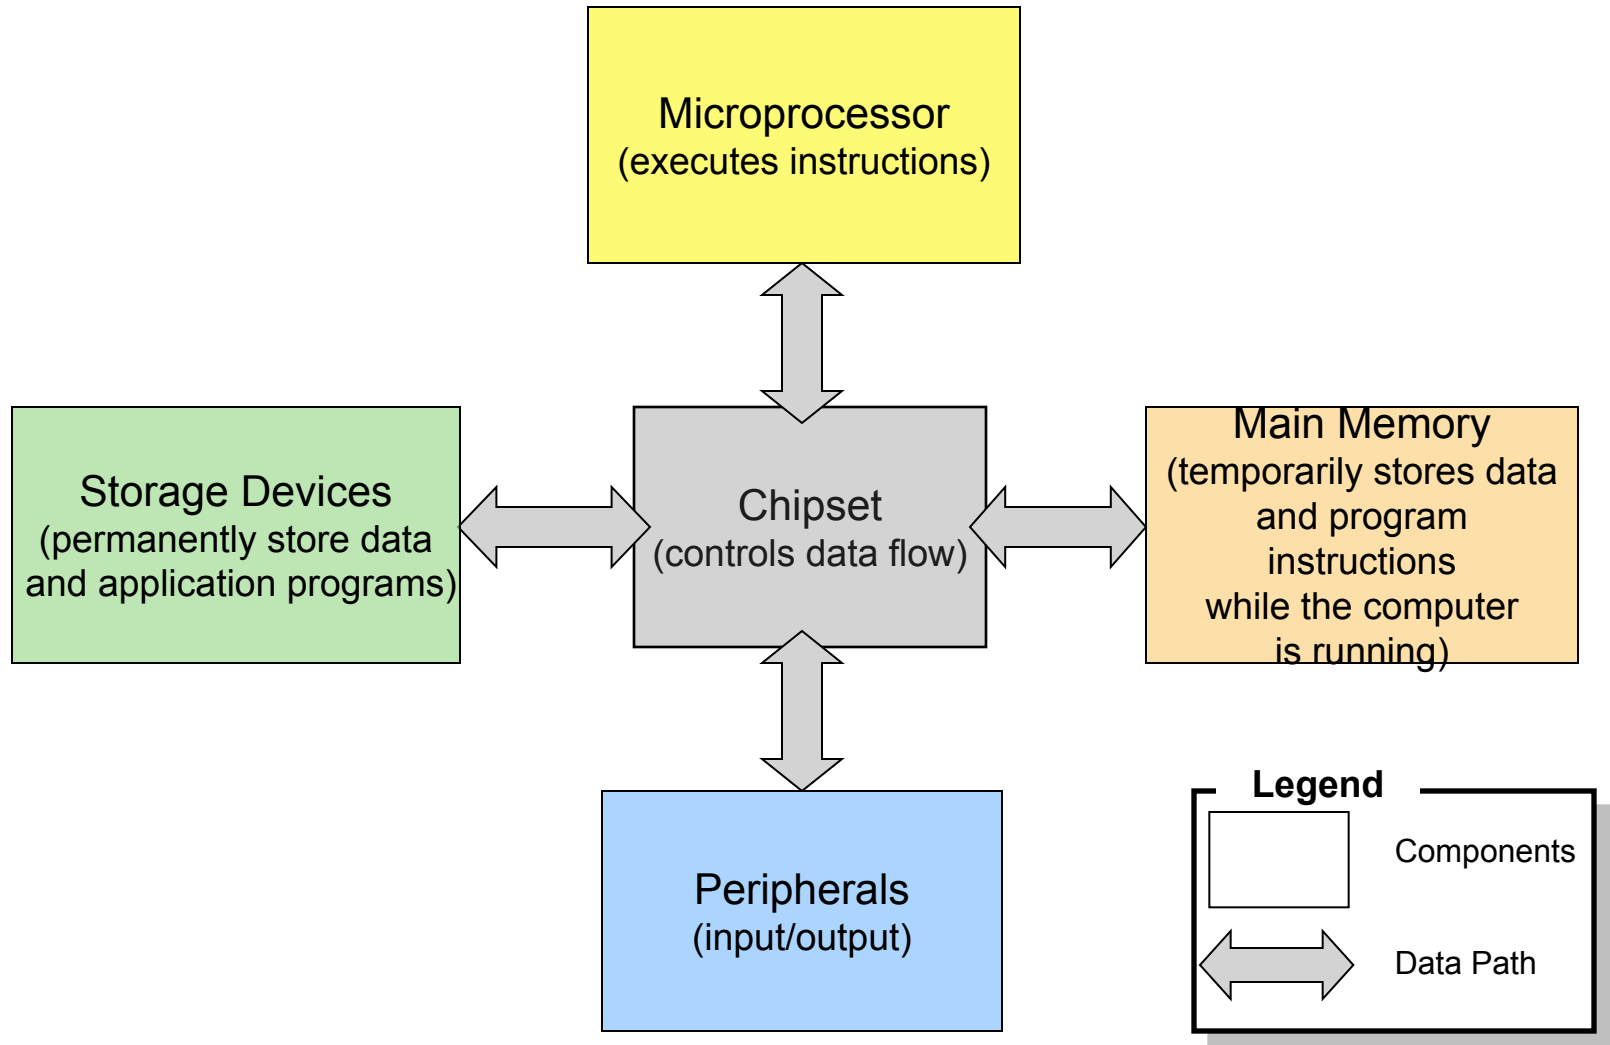 Microprocessor
(executes instructions)
Storage Devices
(permanently store data
and application programs)
Chipset
(controls data flow)
Main Memory
(temporarily stores data
and program
instructions
while the computer
is running)
Peripherals
(input/output)
Legend
Components
Data Path